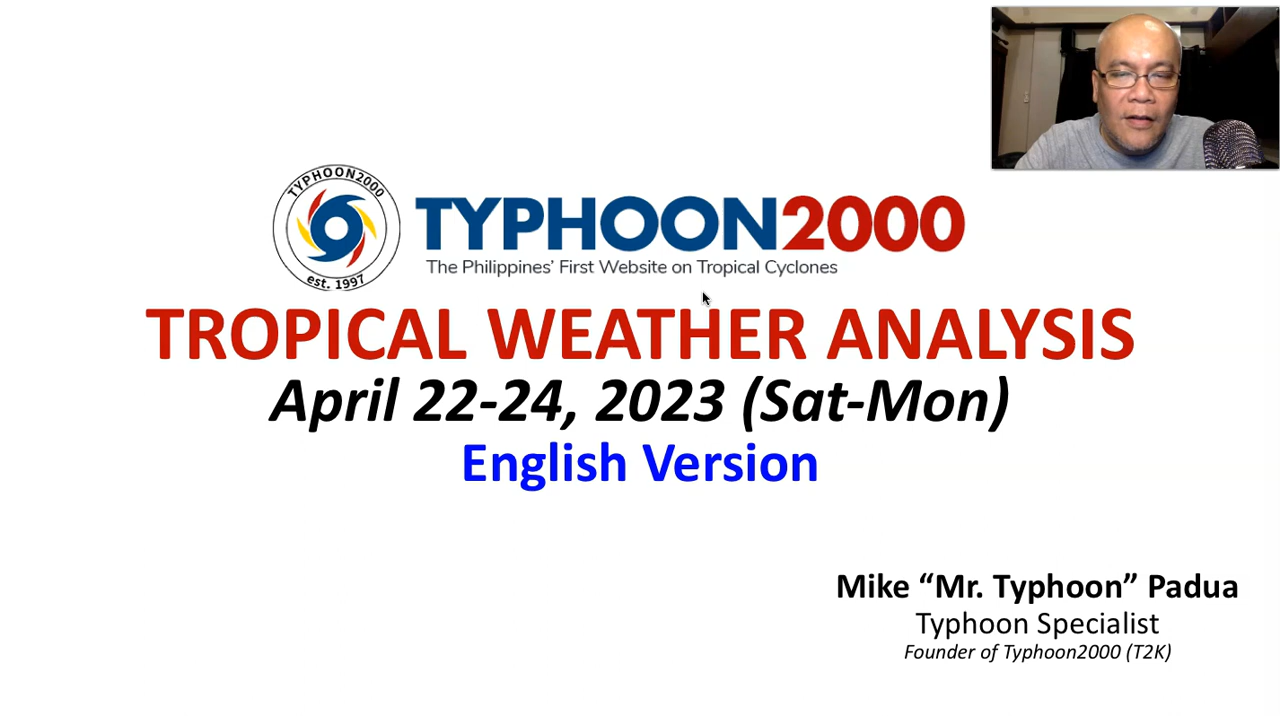 TYPHOON2000
est. 1997
TYPHOON2000
The Philippines' First Website on Tropical Cyclones
TROPICAL WEATHER ANALYSIS
April 22-24, 2023 (Sat-Mon)
English Version
Mike “Mr. Typhoon” Padua
Typhoon Specialist
Founder of Typhoon2000 (T2K)